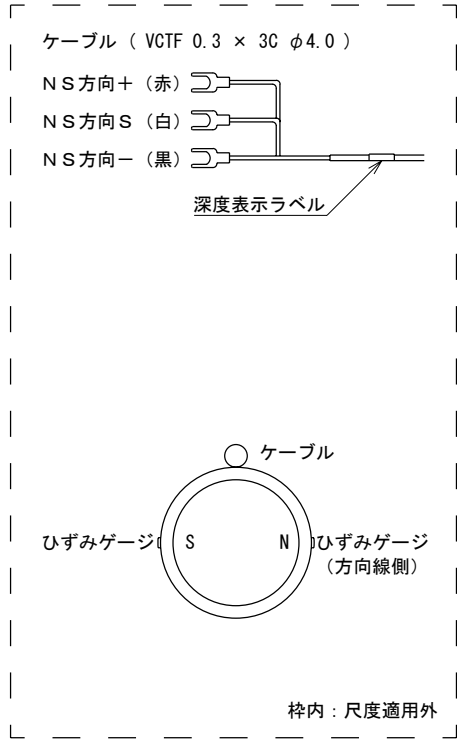 ケーブル ( VCTF 0.3 × 3C φ4.0 )
NS方向+(赤)
NS方向S(白)
NS方向-(黒)
深度表示ラベル
ケーブル
ひずみゲージ
S
N
ひずみゲージ
(方向線側)
枠内:尺度適用外